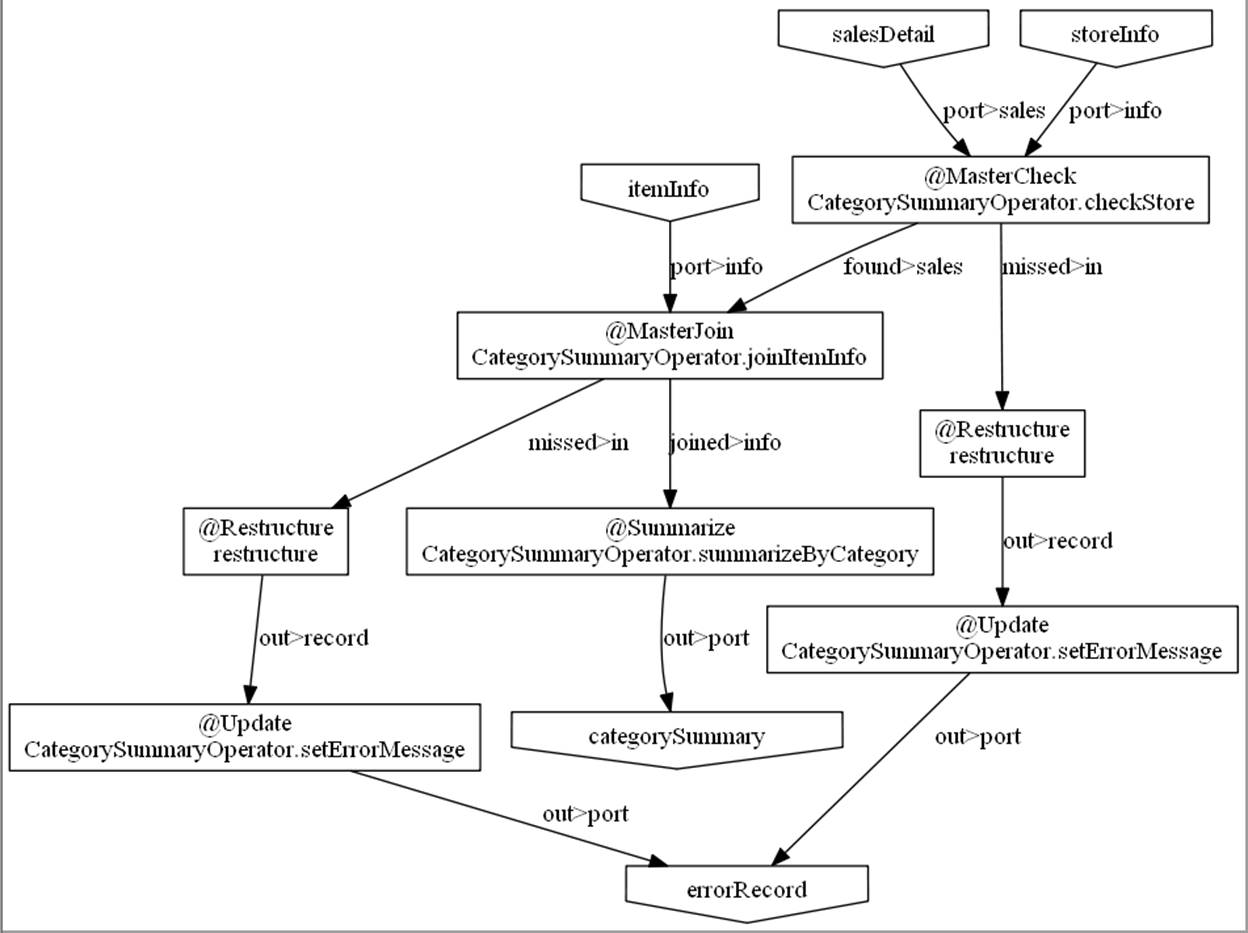 salesDetail
storeInfo
port>sales
port>info
itemInfo
@MasterCheck
CategorySummaryOperator.checkStore
port>info
found>sales
missed>in
@MasterJoin
CategorySummaryOperator.joinItemInfo
missed>in
joined>info
@Restructure
restructure
@Restructure
restructure
@Summarize
CategorySummaryOperator.summarizeByCategory
out>record
out>record
out>port
@Update
CategorySummaryOperator.setErrorMessage
@Update
CategorySummaryOperator.setErrorMessage
categorySummary
out>port
out>port
errorRecord